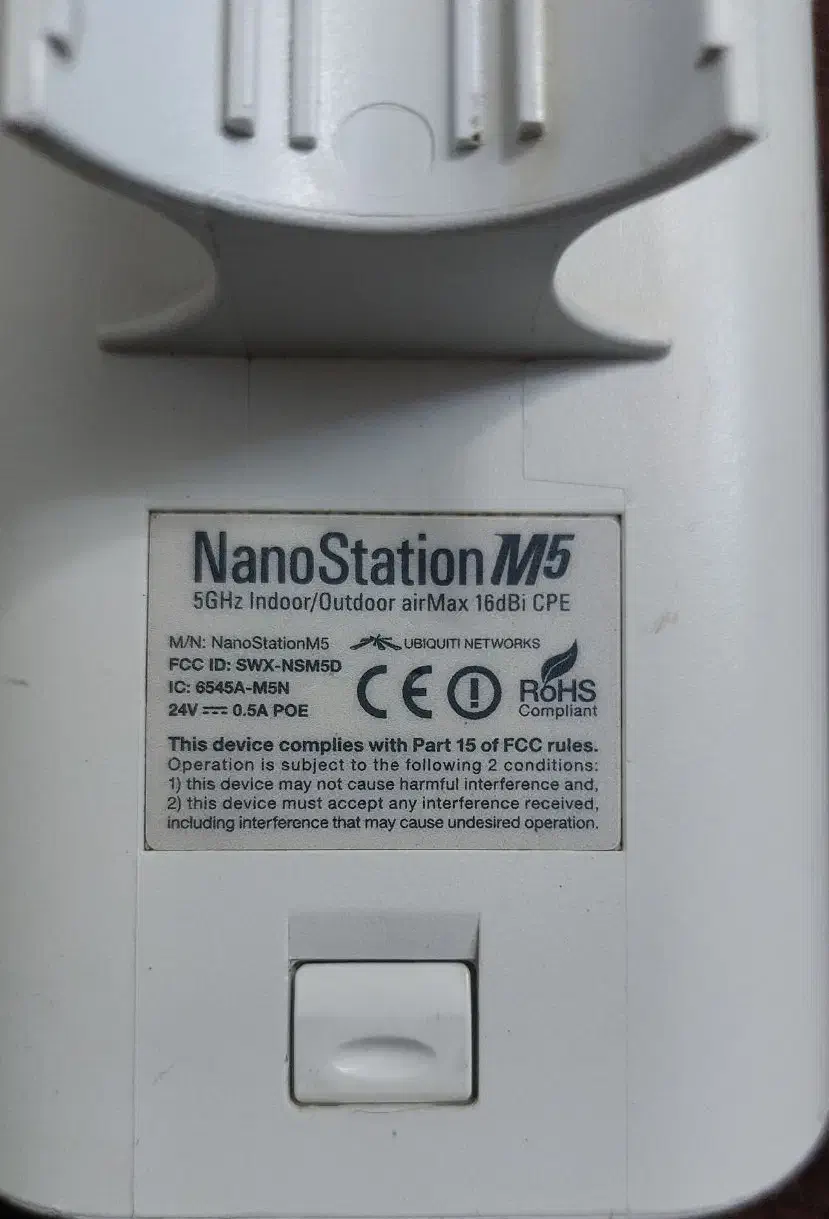 NanoStation M5
5GHz Indoor/Outdoor airMax 16dBi CPE
M/N: NanoStationM5 UBIQUITI NETWORKS
FCC ID: SWX-NSM5D
IC: 6545A-M5N
24V 0.5A POE
CE
RoHS
Compliant
This device complies with Part 15 of FCC rules.
Operation is subject to the following 2 conditions:
1) this device may not cause harmful interference and,
2) this device must accept any interference received,
including interference that may cause undesired operation.